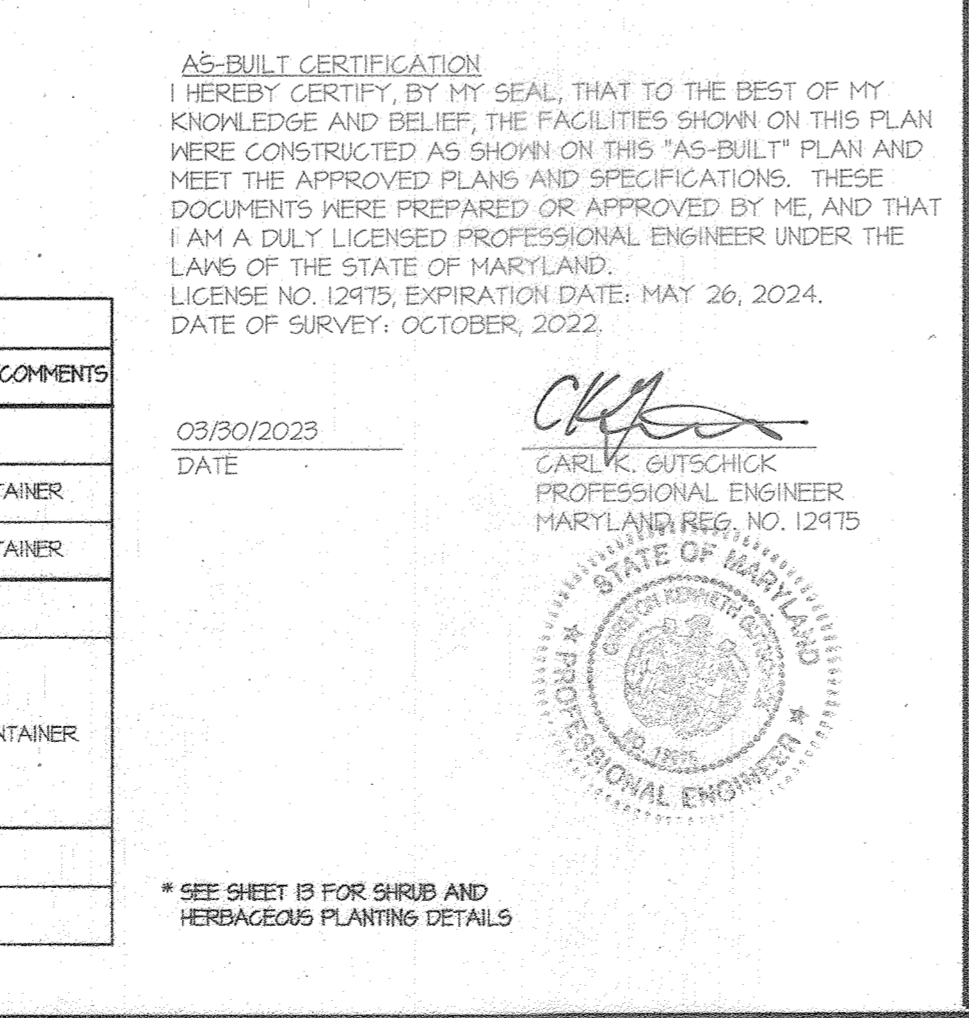 AS-BUILT CERTIFICATION
I HEREBY CERTIFY, BY MY SEAL, THAT TO THE BEST OF MY
KNOWLEDGE AND BELIEF, THE FACILITIES SHOWN ON THIS PLAN
WERE CONSTRUCTED AS SHOWN ON THIS "AS-BUILT" PLAN AND
MEET THE APPROVED PLANS AND SPECIFICATIONS. THESE
DOCUMENTS WERE PREPARED OR APPROVED BY ME, AND THAT
I AM A DULY LICENSED PROFESSIONAL ENGINEER UNDER THE
LAWS OF THE STATE OF MARYLAND.
LICENSE NO. 12975, EXPIRATION DATE: MAY 26, 2024.
DATE OF SURVEY: OCTOBER, 2022.
COMMENTS
TAINER
TAINER
NTAINER
03/30/2023
DATE
CARL K. GUTSCHICK
PROFESSIONAL ENGINEER
MARYLAND REG. NO. 12975
STATE OF MARYLAND
KENNETH
NO. 12975
★ PROFESSIONAL ENGINEER ★
* SEE SHEET 13 FOR SHRUB AND
HERBACEOUS PLANTING DETAILS